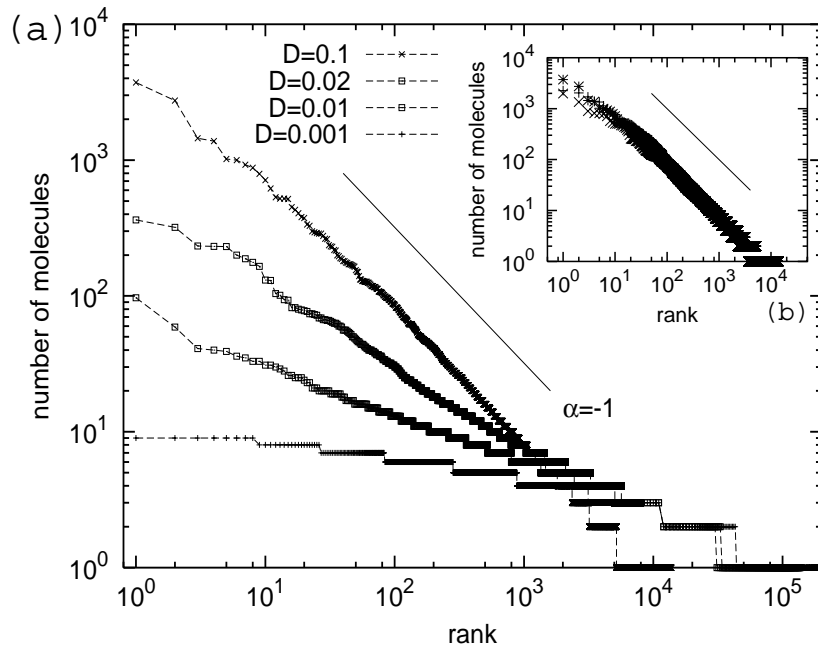 (a)
number of molecules
10^4
10^3
10^2
10^1
10^0
D=0.1
D=0.02
D=0.01
D=0.001
α=-1
10^0 10^1 10^2 10^3 10^4 10^5
rank
number of molecules
10^4
10^3
10^2
10^1
10^0
10^0 10^1 10^2 10^3 10^4
rank
(b)